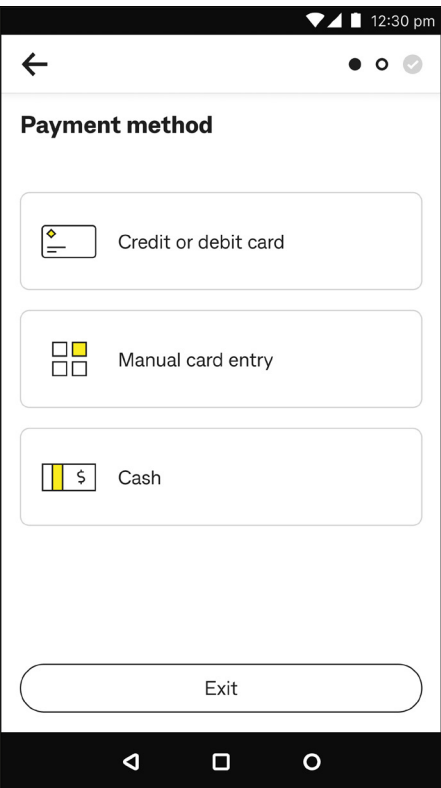 12:30 pm
Payment method
Credit or debit card
Manual card entry
$
Cash
Exit